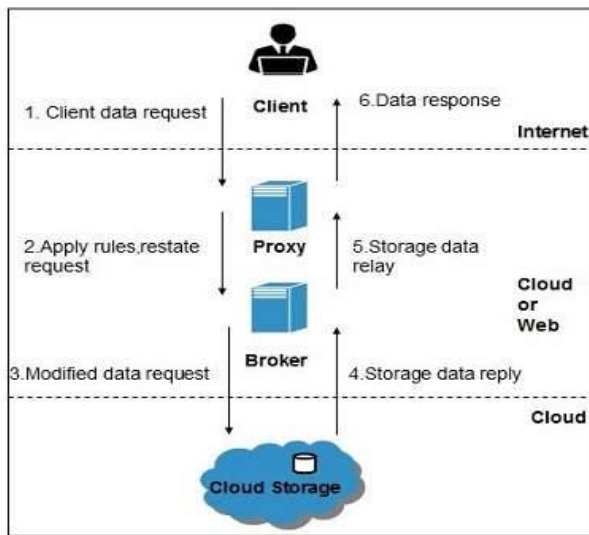 Client
1. Client data request
6.Data response
Internet
Proxy
2.Apply rules,restate
request
5.Storage data
relay
Cloud
or
Web
Broker
3.Modified data request
4.Storage data reply
Cloud
Cloud Storage